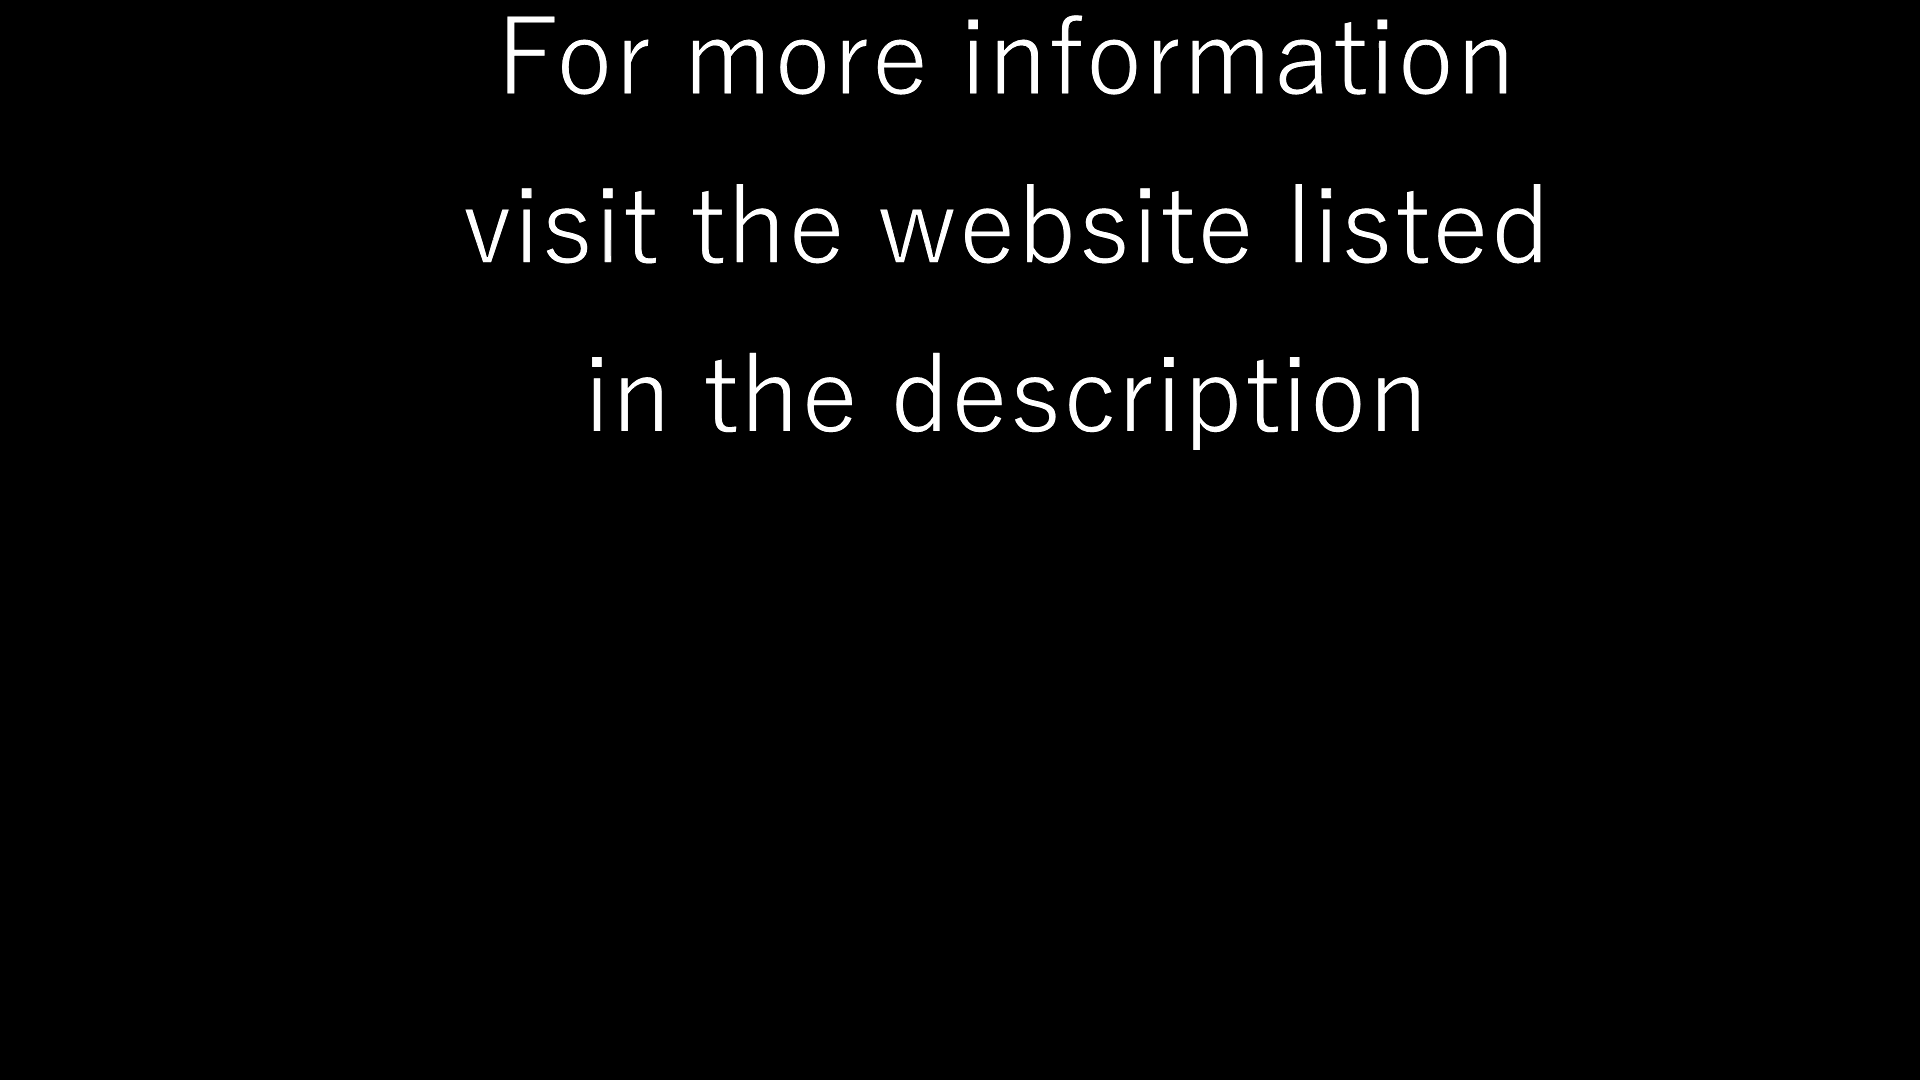 For more information
visit the website listed
in the description